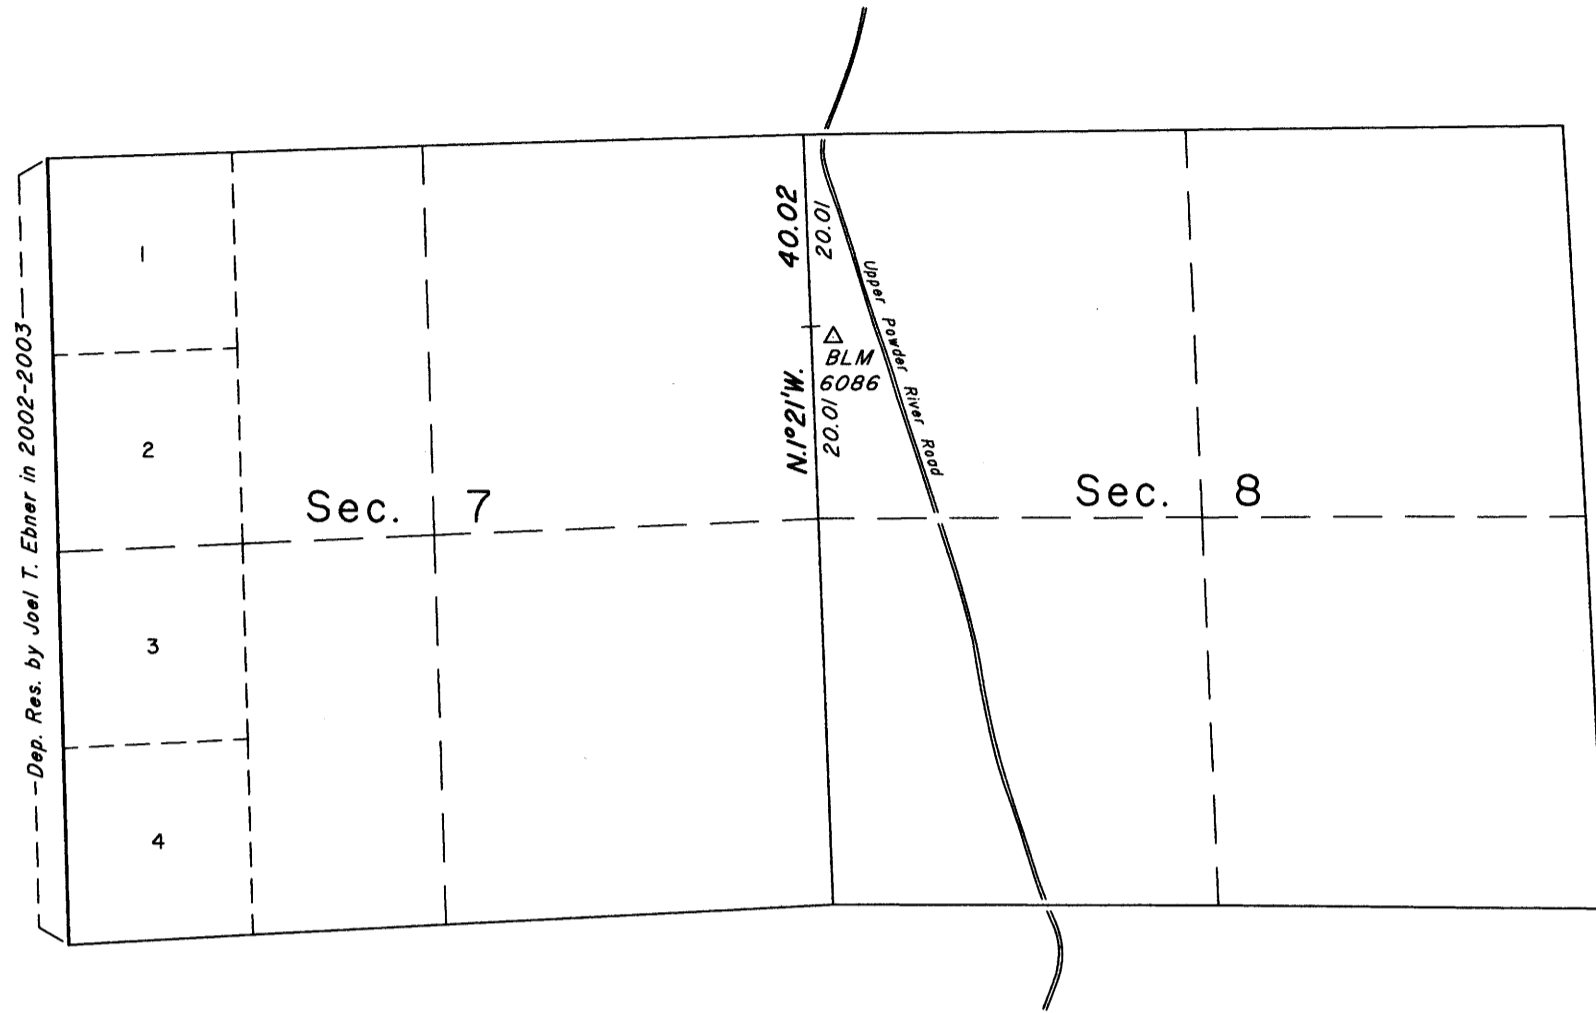 Dep. Res. by Joel T. Ebner in 2002-2003
1
2
3
4
Sec. 7
N.1°21'W. 40.02
20.01
20.01
BLM
6086
Upper Powder River Road
Sec. 8